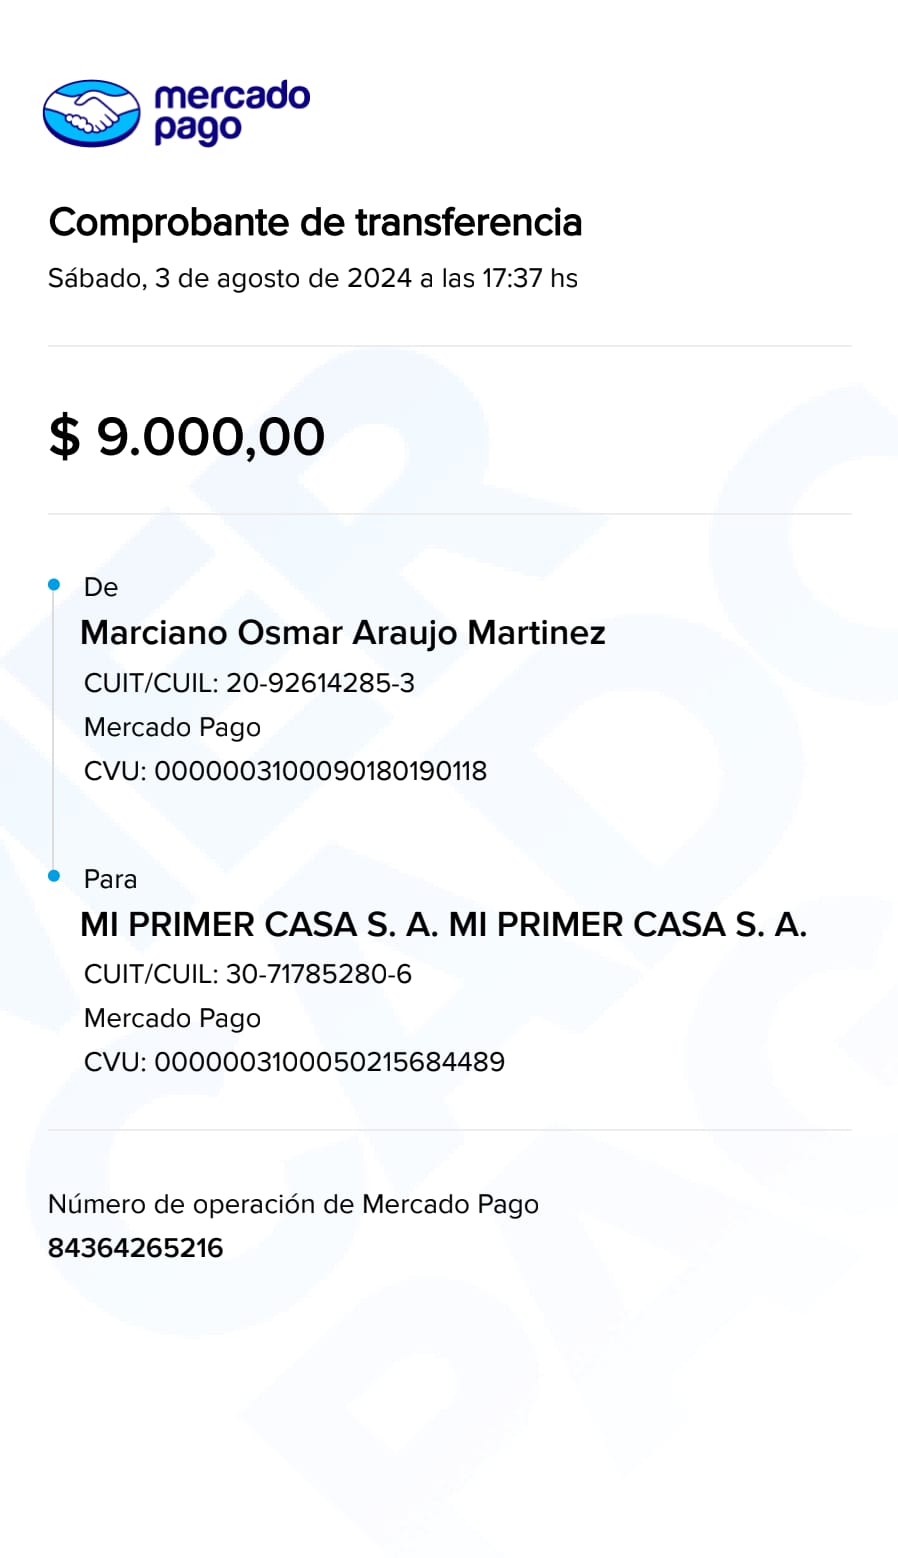 mercado
pago
Comprobante de transferencia
Sábado, 3 de agosto de 2024 a las 17:37 hs
$ 9.000,00
De
Marciano Osmar Araujo Martinez
CUIT/CUIL: 20-92614285-3
Mercado Pago
CVU: 0000003100090180190118
Para
MI PRIMER CASA S. A. MI PRIMER CASA S. A.
CUIT/CUIL: 30-71785280-6
Mercado Pago
CVU: 0000003100050215684489
Número de operación de Mercado Pago
84364265216
MERCADO
PAGO